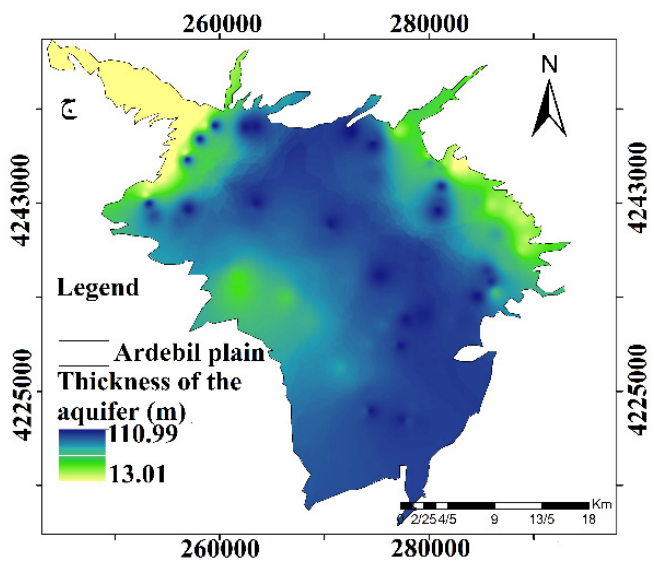 260000 280000
N
ج
4243000 4243000
Legend
Ardebil plain
Thickness of the
aquifer (m)
110.99
13.01
4225000 4225000
Km
0 2/25 4/5 9 13/5 18
260000 280000